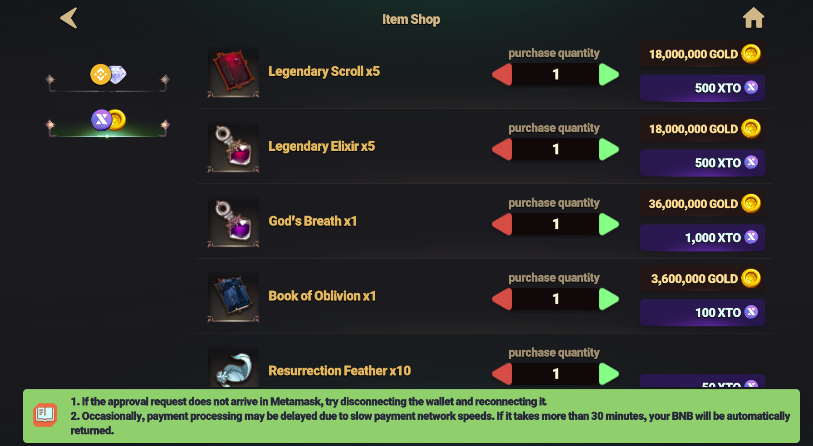 Item Shop
purchase quantity
18,000,000 GOLD
Legendary Scroll x5
1
500 XTO
purchase quantity
18,000,000 GOLD
Legendary Elixir x5
1
500 XTO
purchase quantity
36,000,000 GOLD
God's Breath x1
1
1,000 XTO
purchase quantity
3,600,000 GOLD
Book of Oblivion x1
1
100 XTO
purchase quantity
Resurrection Feather x10
1
50 XTO
1. If the approval request does not arrive in Metamask, try disconnecting the wallet and reconnecting it.
2. Occasionally, payment processing may be delayed due to slow payment network speeds. If it takes more than 30 minutes, your BNB will be automatically
returned.